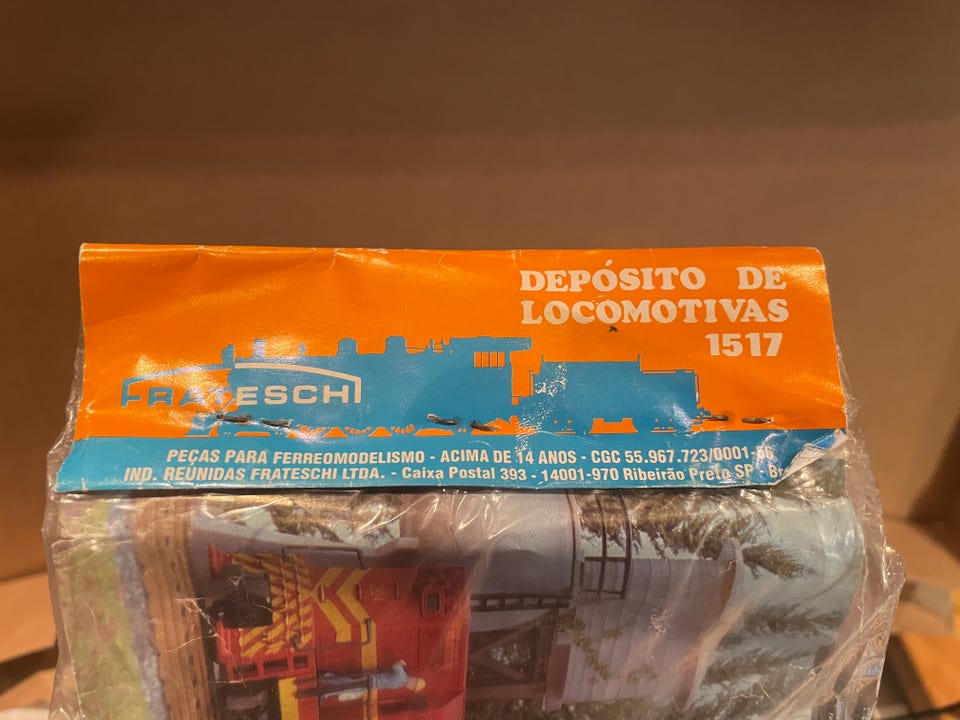 DEPÓSITO DE
LOCOMOTIVAS
1517
FRATESCHI
PEÇAS PARA FERREOMODELISMO - ACIMA DE 14 ANOS - CGC 55.967.723/0001-
IND. REUNIDAS FRATESCHI LTDA. - Caixa Postal 393 - 14001-970 Ribeirão Preto SP